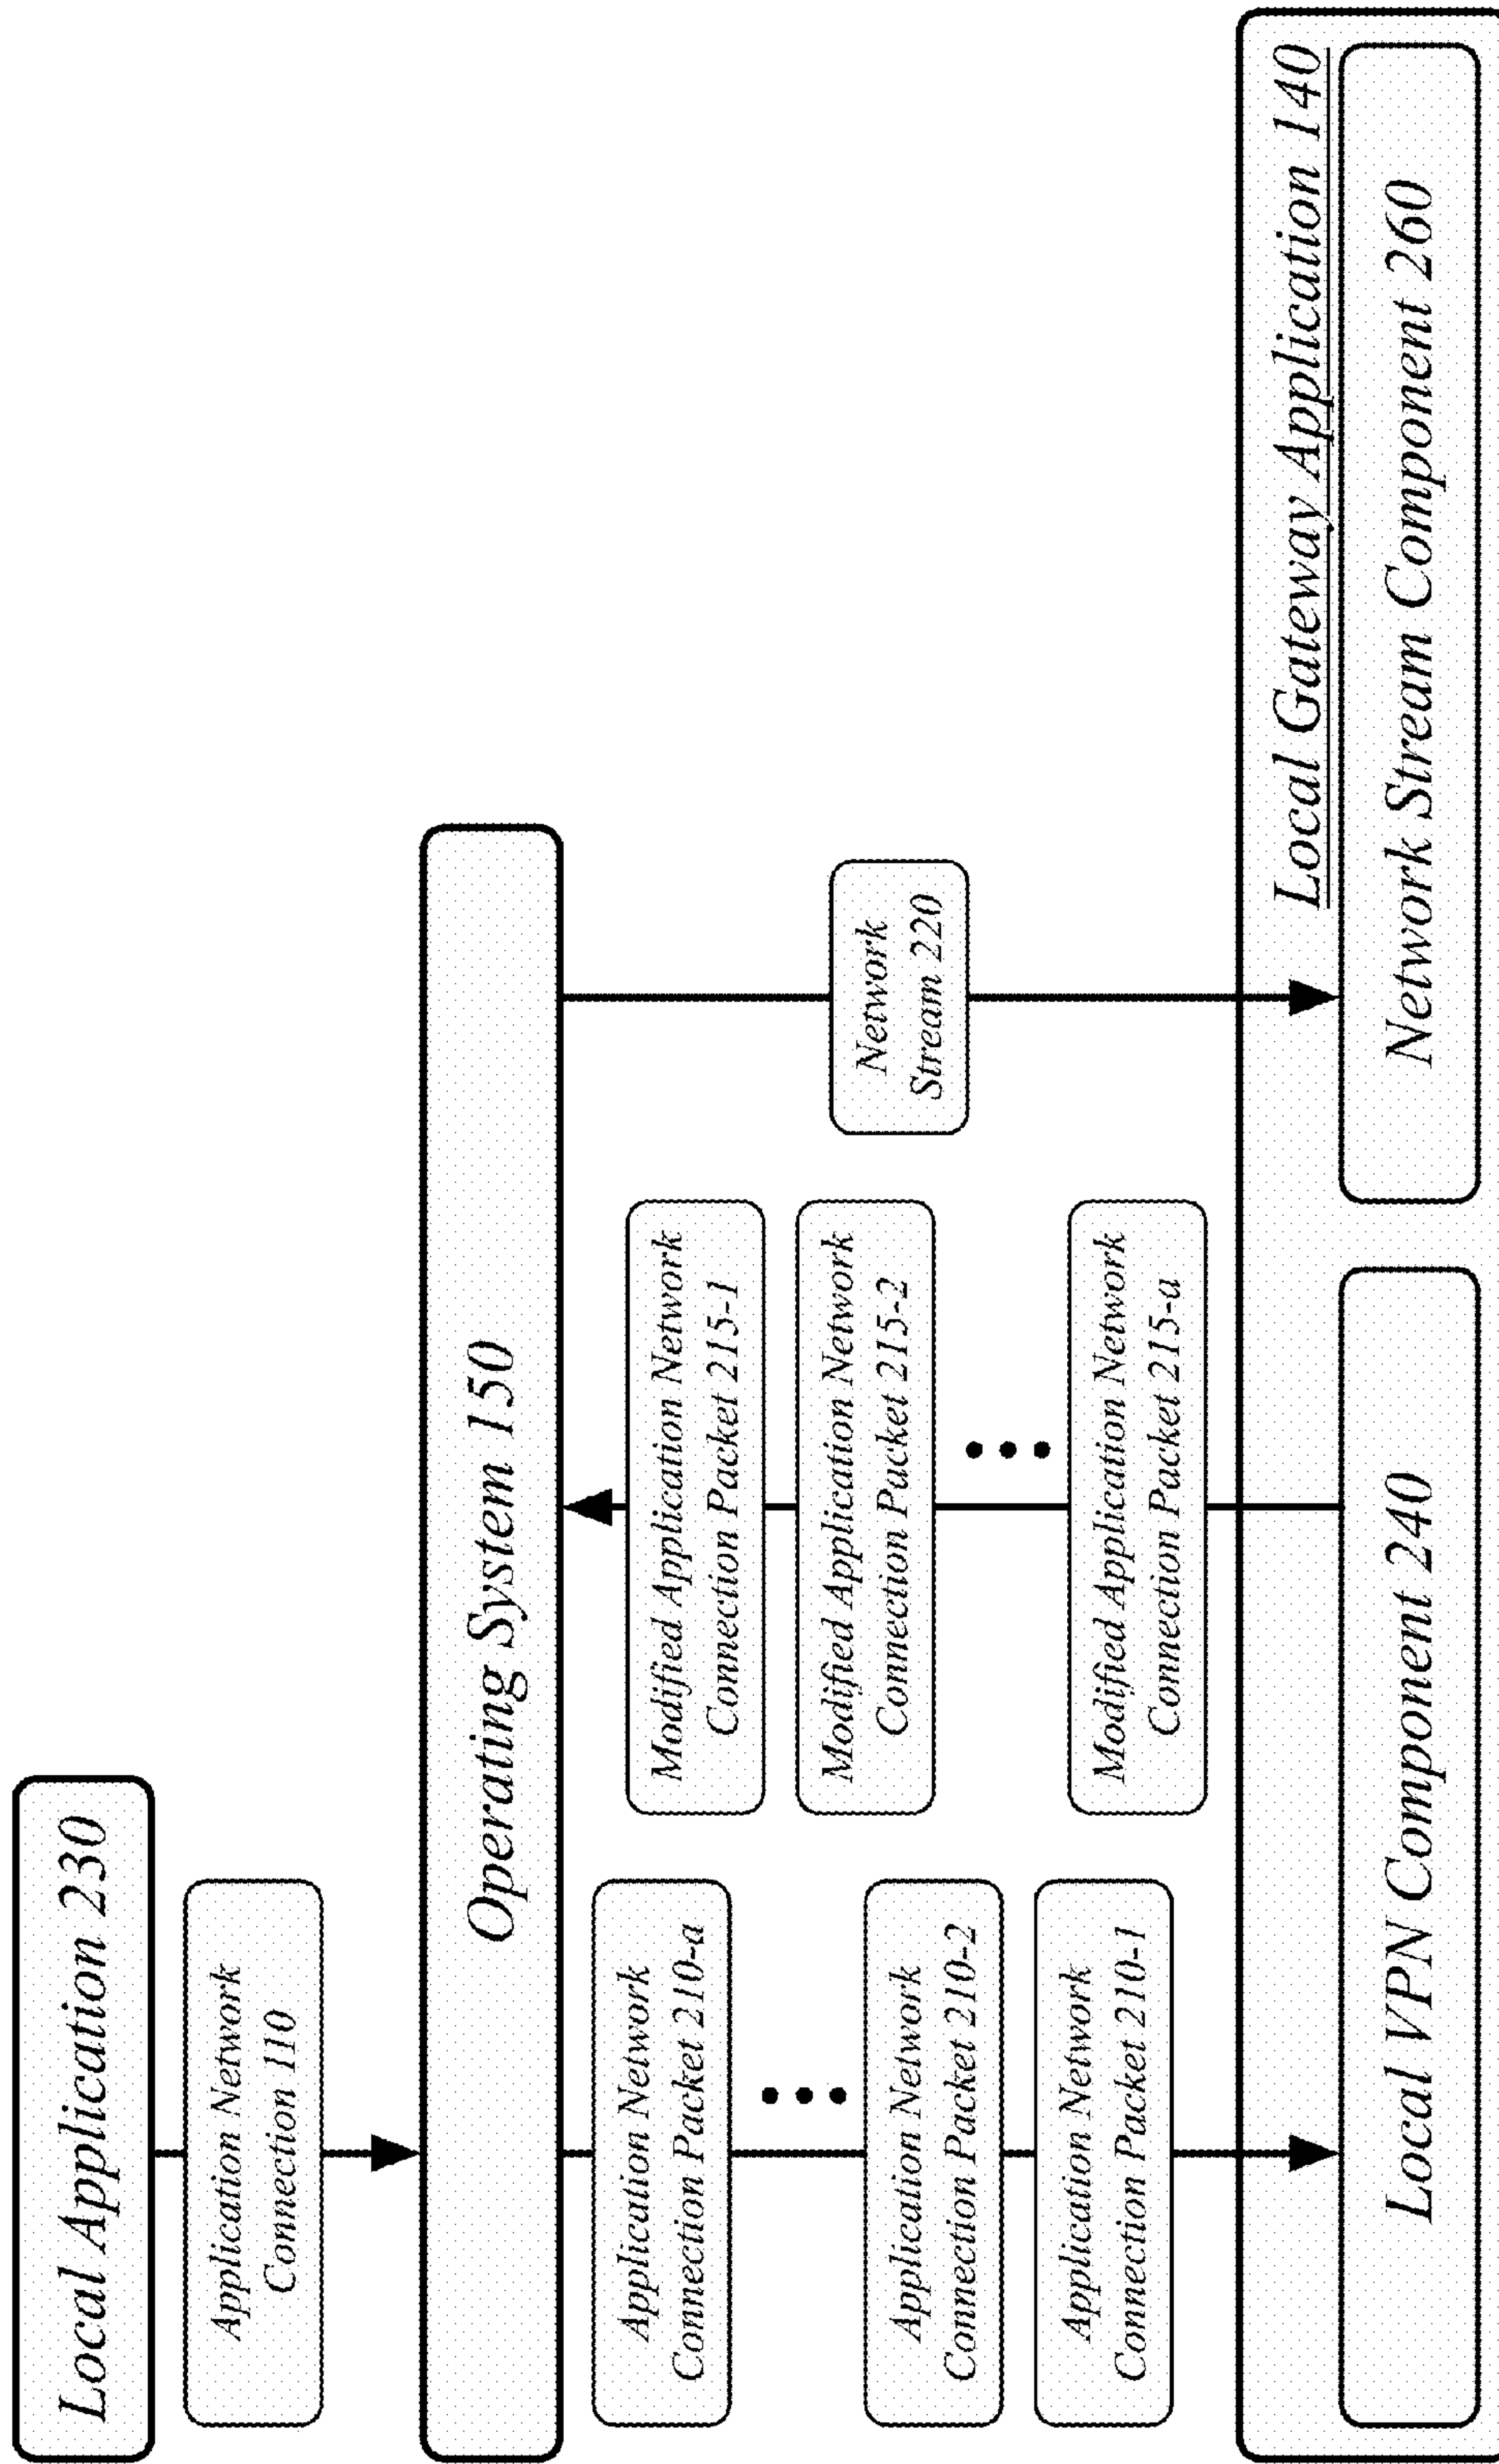 Local Application 230
Application Network
Connection 110
Operating System 150
Application Network
Connection Packet 210-a
Application Network
Connection Packet 210-2
Application Network
Connection Packet 210-1
Modified Application Network
Connection Packet 215-1
Modified Application Network
Connection Packet 215-2
Modified Application Network
Connection Packet 215-a
Network
Stream 220
Local Gateway Application 140
Local VPN Component 240
Network Stream Component 260